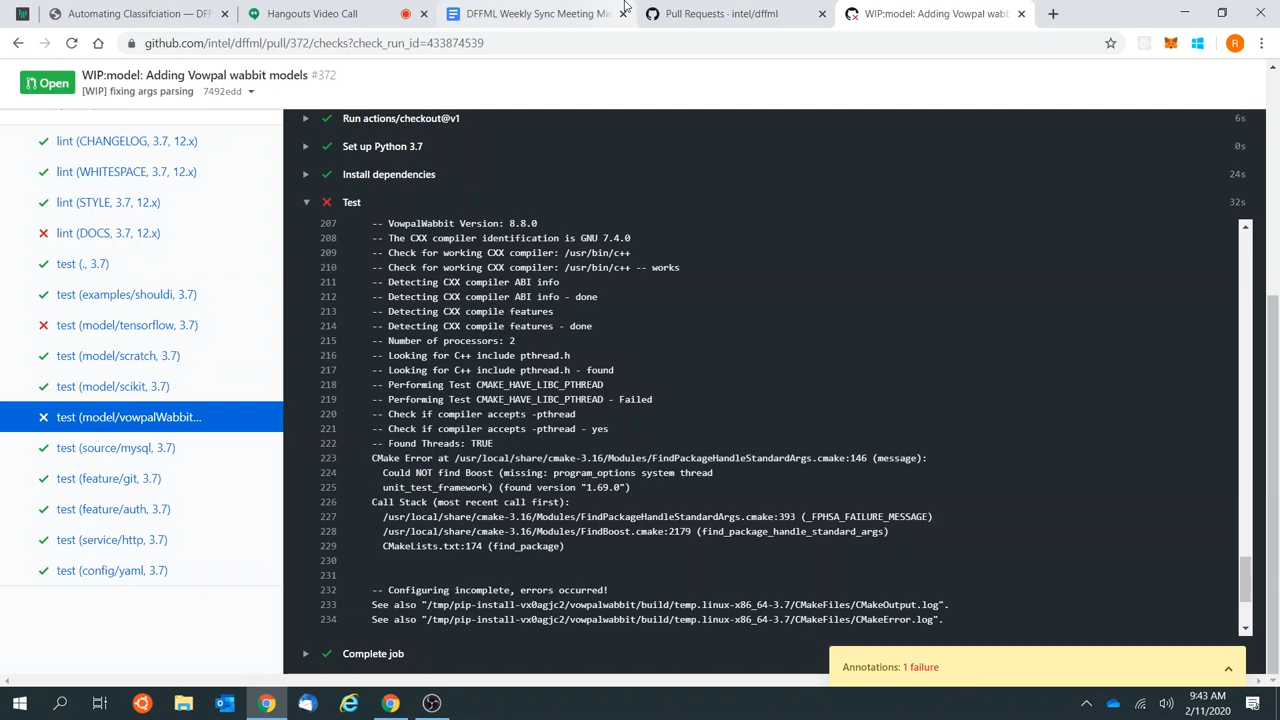 Automating Classifciation — DFF
Hangouts Video Call
DFFML Weekly Sync Meeting Min
Pull Requests · intel/dffml
WIP:model: Adding Vowpal wabb
github.com/intel/dffml/pull/372/checks?check_run_id=433874539
R
Open
WIP:model: Adding Vowpal wabbit models #372
[WIP] fixing args parsing 7492edd
lint (CHANGELOG, 3.7, 12.x)
lint (WHITESPACE, 3.7, 12.x)
lint (STYLE, 3.7, 12.x)
lint (DOCS, 3.7, 12.x)
test (., 3.7)
test (examples/shouldi, 3.7)
test (model/tensorflow, 3.7)
test (model/scratch, 3.7)
test (model/scikit, 3.7)
test (model/vowpalWabbit...
test (source/mysql, 3.7)
test (feature/git, 3.7)
test (feature/auth, 3.7)
test (service/http, 3.7)
test (config/yaml, 3.7)
Run actions/checkout@v1 6s
Set up Python 3.7 0s
Install dependencies 24s
Test 32s
207 -- VowpalWabbit Version: 8.8.0
208 -- The CXX compiler identification is GNU 7.4.0
209 -- Check for working CXX compiler: /usr/bin/c++
210 -- Check for working CXX compiler: /usr/bin/c++ -- works
211 -- Detecting CXX compiler ABI info
212 -- Detecting CXX compiler ABI info - done
213 -- Detecting CXX compile features
214 -- Detecting CXX compile features - done
215 -- Number of processors: 2
216 -- Looking for C++ include pthread.h
217 -- Looking for C++ include pthread.h - found
218 -- Performing Test CMAKE_HAVE_LIBC_PTHREAD
219 -- Performing Test CMAKE_HAVE_LIBC_PTHREAD - Failed
220 -- Check if compiler accepts -pthread
221 -- Check if compiler accepts -pthread - yes
222 -- Found Threads: TRUE
223 CMake Error at /usr/local/share/cmake-3.16/Modules/FindPackageHandleStandardArgs.cmake:146 (message):
224 Could NOT find Boost (missing: program_options system thread
225 unit_test_framework) (found version "1.69.0")
226 Call Stack (most recent call first):
227 /usr/local/share/cmake-3.16/Modules/FindPackageHandleStandardArgs.cmake:393 (_FPHSA_FAILURE_MESSAGE)
228 /usr/local/share/cmake-3.16/Modules/FindBoost.cmake:2179 (find_package_handle_standard_args)
229 CMakeLists.txt:174 (find_package)
230
231
232 -- Configuring incomplete, errors occurred!
233 See also "/tmp/pip-install-vx0agjc2/vowpalwabbit/build/temp.linux-x86_64-3.7/CMakeFiles/CMakeOutput.log".
234 See also "/tmp/pip-install-vx0agjc2/vowpalwabbit/build/temp.linux-x86_64-3.7/CMakeFiles/CMakeError.log".
Complete job
Annotations: 1 failure
9:43 AM
2/11/2020